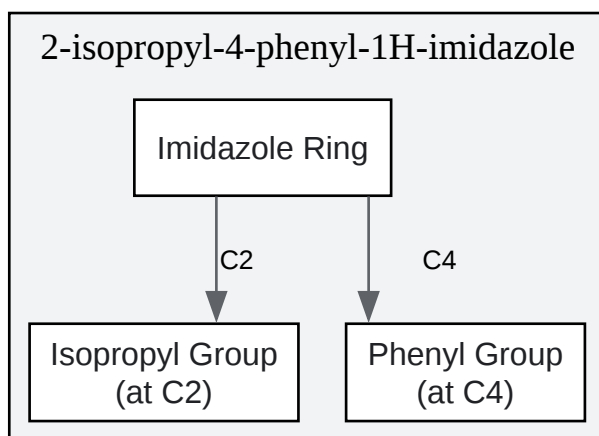 2-isopropyl-4-phenyl-1H-imidazole
Imidazole Ring
C2
C4
Isopropyl Group
(at C2)
Phenyl Group
(at C4)